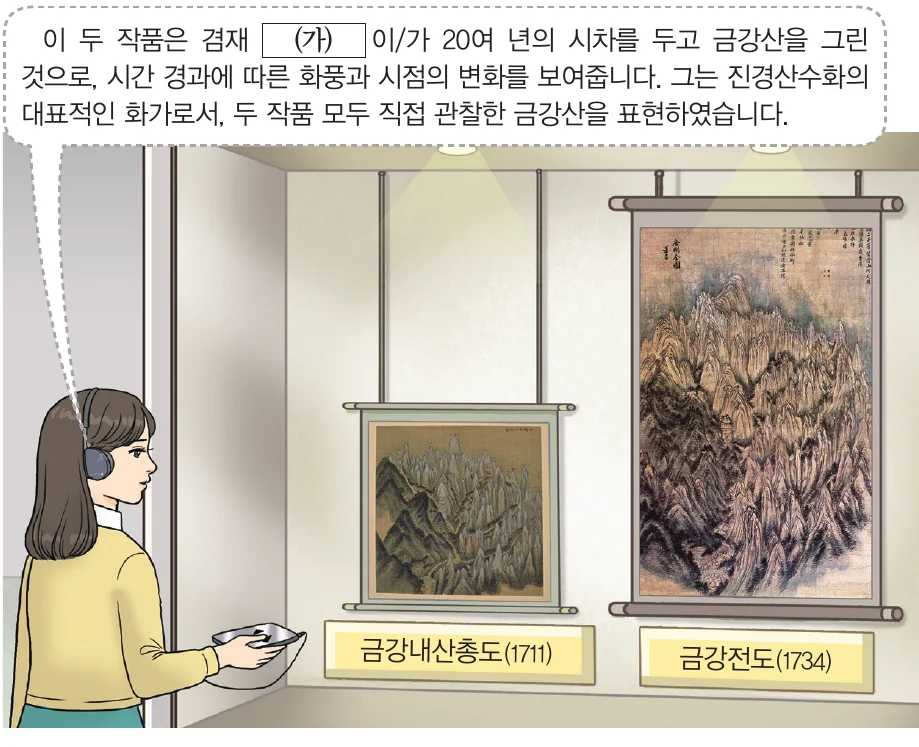 이 두 작품은 겸재 (가) 이/가 20여 년의 시차를 두고 금강산을 그린
것으로, 시간 경과에 따른 화풍과 시점의 변화를 보여줍니다. 그는 진경산수화의
대표적인 화가로서, 두 작품 모두 직접 관찰한 금강산을 표현하였습니다.
金剛全圖
금강내산총도(1711)
금강전도(1734)